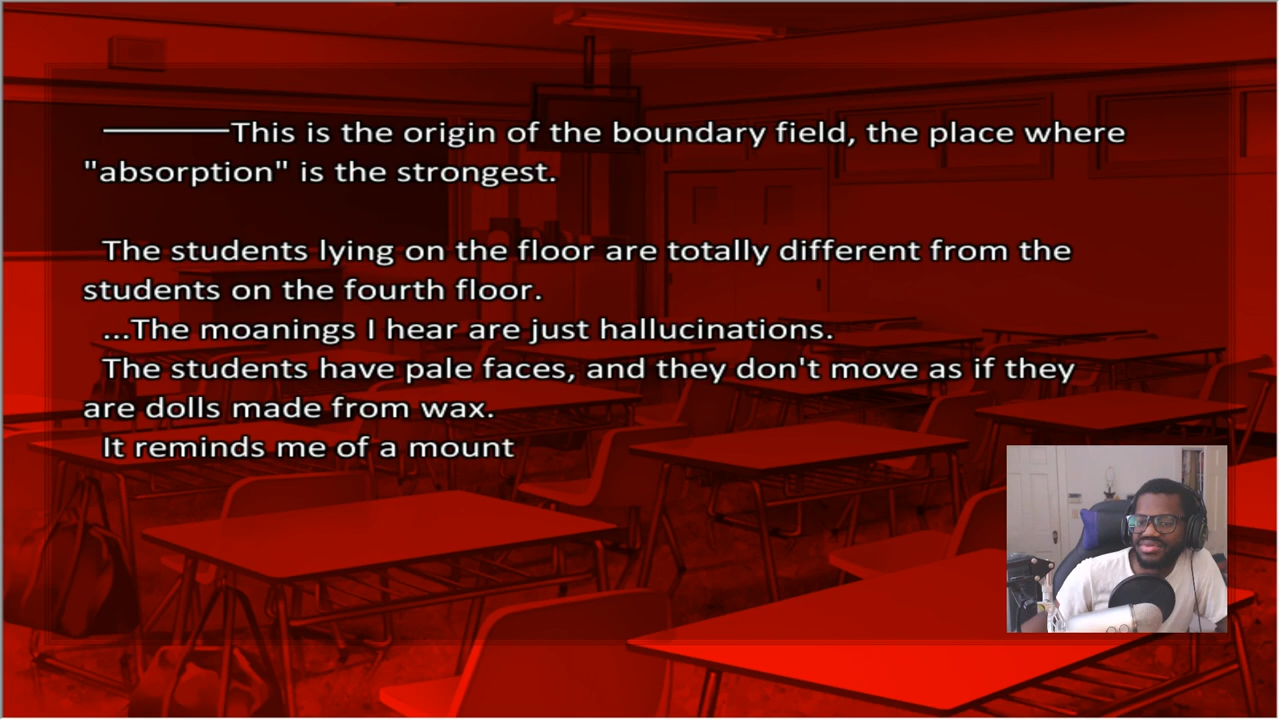 ————This is the origin of the boundary field, the place where
"absorption" is the strongest.
The students lying on the floor are totally different from the
students on the fourth floor.
...The moanings I hear are just hallucinations.
The students have pale faces, and they don't move as if they
are dolls made from wax.
It reminds me of a mount